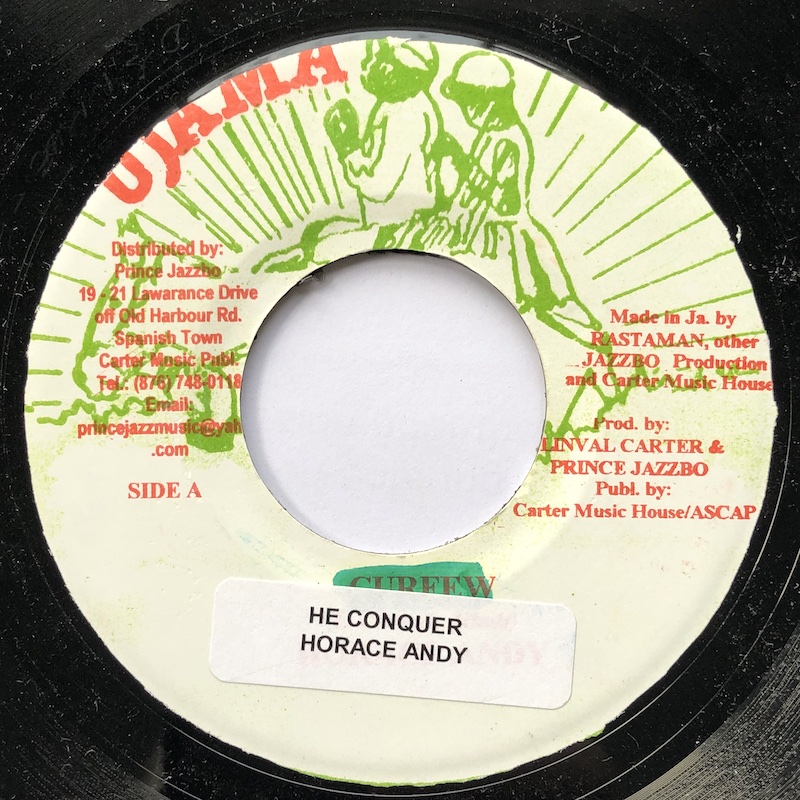 UJAMA
Distributed by:
Prince Jazzbo
19 - 21 Lawarance Drive
off Old Harbour Rd.
Spanish Town
Carter Music Publ.
Tel.: (876) 748-0118
Email:
princejazzmusic@yah
.com
SIDE A
Made in Ja. by
RASTAMAN, other
JAZZBO Production
and Carter Music House
Prod. by:
LINVAL CARTER &
PRINCE JAZZBO
Publ. by:
Carter Music House/ASCAP
CURFEW
HE CONQUER
HORACE ANDY
ANDY